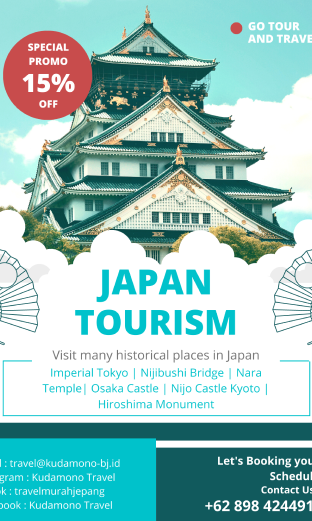 GO TOUR
AND TRAVE
SPECIAL
PROMO
15%
OFF
JAPAN
TOURISM
Visit many historical places in Japan
Imperial Tokyo | Nijibushi Bridge | Nara
Temple| Osaka Castle | Nijo Castle Kyoto |
Hiroshima Monument
l : travel@kudamono-bj.id
gram : Kudamono Travel
k : travelmurahjepang
book : Kudamono Travel
Let's Booking you
Schedul
Contact Us
+62 898 424491